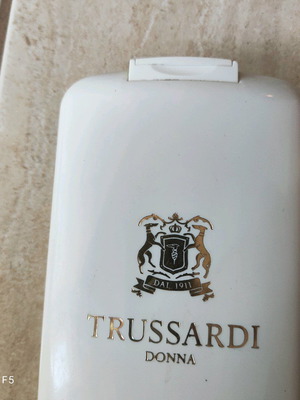 DAL 1911
TRUSSARDI
DONNA
F5